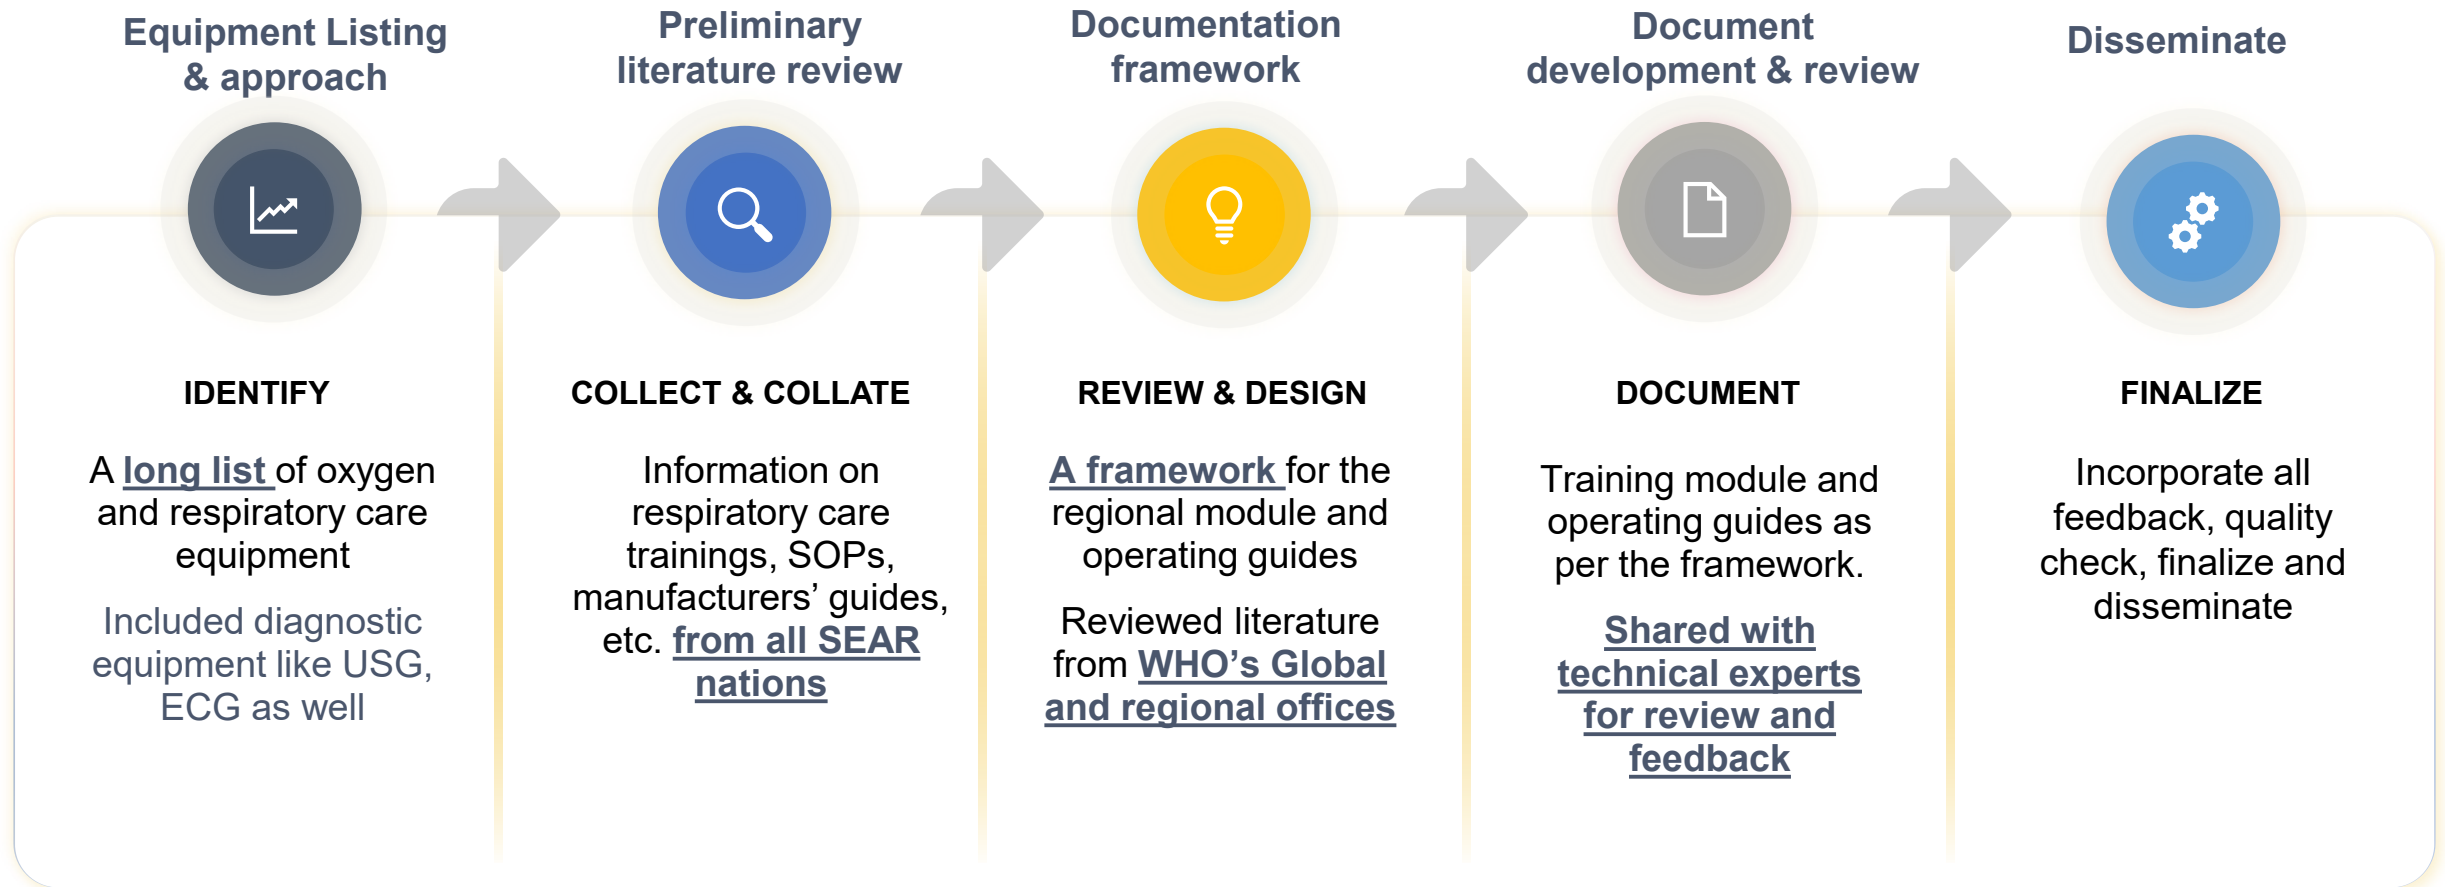 Equipment Listing
& approach
Preliminary
literature review
Documentation
framework
Document
development & review
Disseminate
IDENTIFY
A long list of oxygen
and respiratory care
equipment
Included diagnostic
equipment like USG,
ECG as well
COLLECT & COLLATE
Information on
respiratory care
trainings, SOPs,
manufacturers’ guides,
etc. from all SEAR
nations
REVIEW & DESIGN
A framework for the
regional module and
operating guides
Reviewed literature
from WHO’s Global
and regional offices
DOCUMENT
Training module and
operating guides as
per the framework.
Shared with
technical experts
for review and
feedback
FINALIZE
Incorporate all
feedback, quality
check, finalize and
disseminate